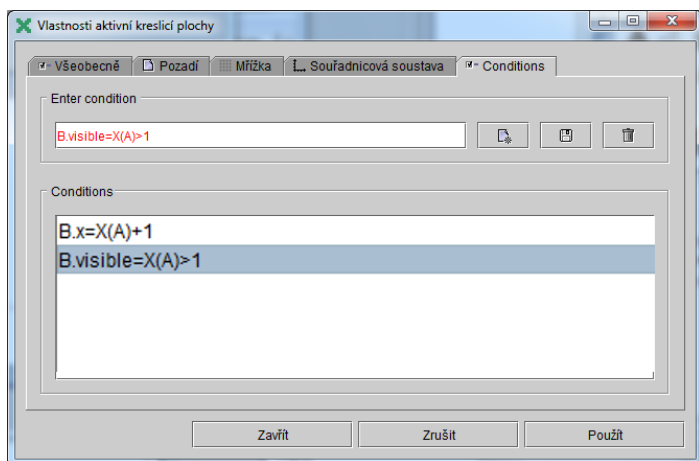 Vlastnosti aktivní kreslicí plochy
Všeobecně Pozadí Mřížka Souřadnicová soustava Conditions
Enter condition
B.visible=X(A)>1
Conditions
B.x=X(A)+1
B.visible=X(A)>1
Zavřít Zrušit Použít